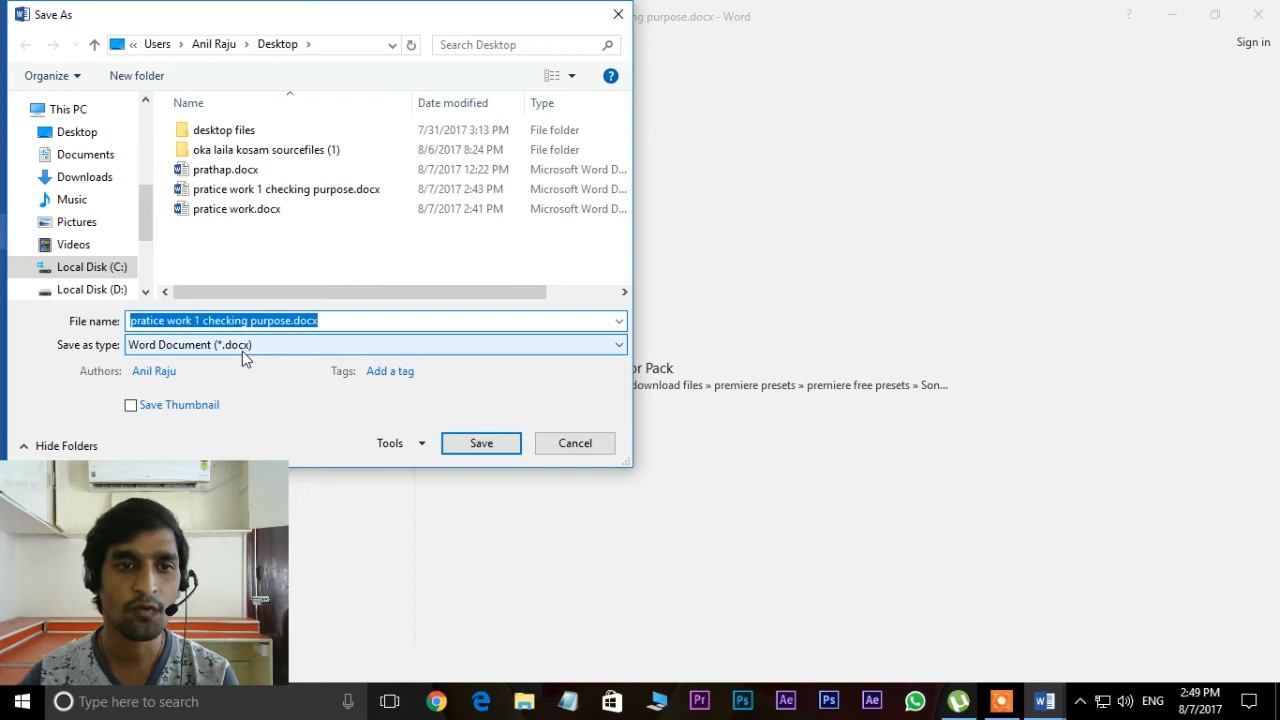 Save As
ng purpose.docx - Word
Sign in
Users
Anil Raju
Desktop
Search Desktop
Organize
New folder
Name
Date modified
Type
This PC
Desktop
Documents
Downloads
Music
Pictures
Videos
Local Disk (C:)
Local Disk (D:)
desktop files
7/31/2017 3:13 PM
File folder
oka laila kosam sourcefiles (1)
8/6/2017 8:24 PM
File folder
prathap.docx
8/7/2017 12:22 PM
Microsoft Word D...
pratice work 1 checking purpose.docx
8/7/2017 2:43 PM
Microsoft Word D...
pratice work.docx
8/7/2017 2:41 PM
Microsoft Word D...
File name: pratice work 1 checking purpose.docx
Save as type: Word Document (*.docx)
Authors: Anil Raju
Tags: Add a tag
Save Thumbnail
Hide Folders
Tools
Save
Cancel
or Pack
download files » premiere presets » premiere free presets » Son...
Type here to search
Pr
Ps
Ae
Ps
Ae
ENG
2:49 PM
8/7/2017